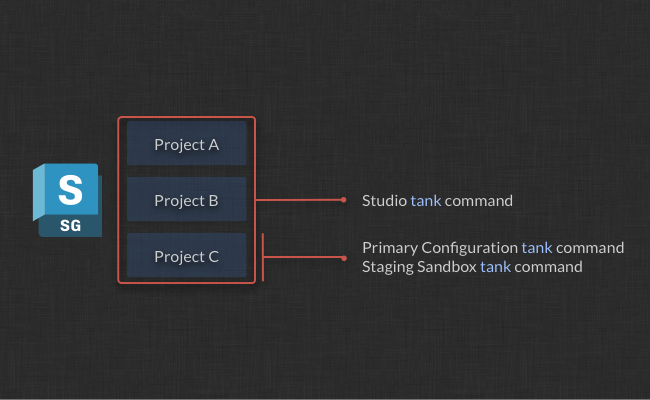 Project A
S
SG
Project B
Studio tank command
Project C
Primary Configuration tank command
Staging Sandbox tank command